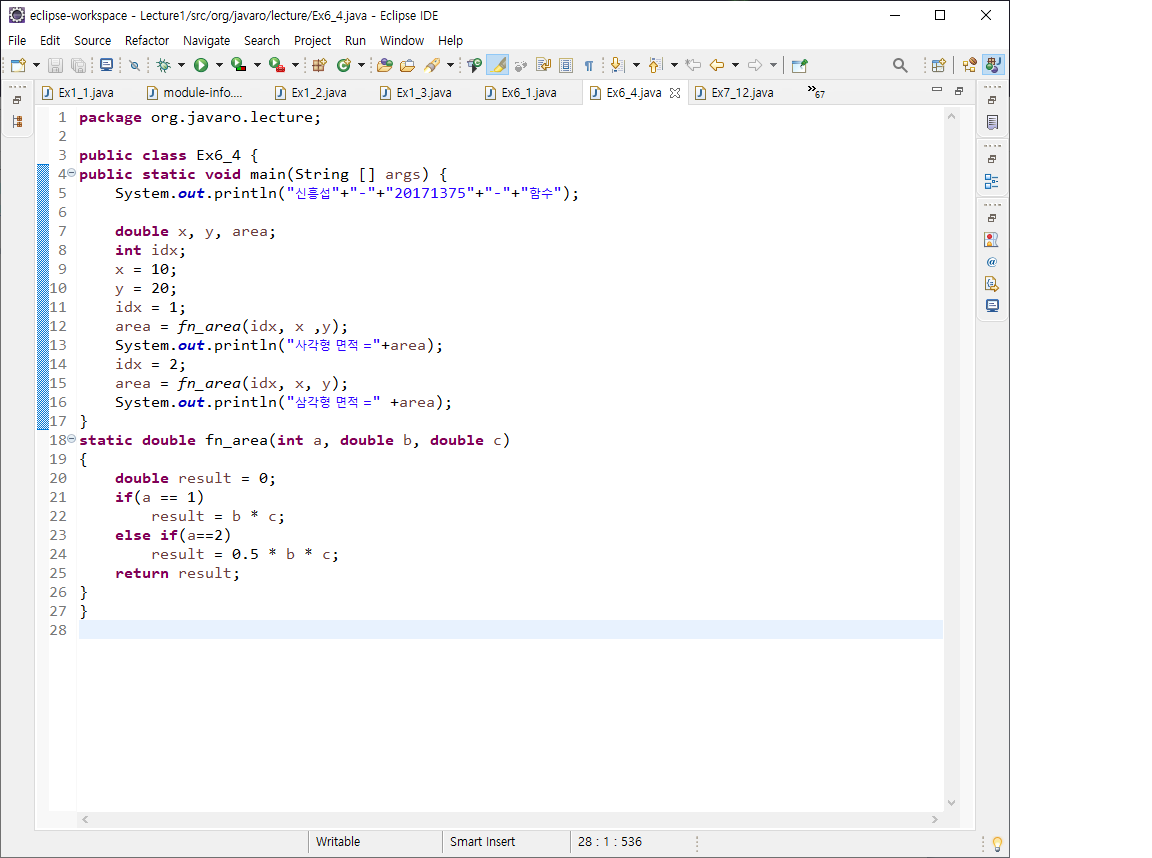 eclipse-workspace - Lecture1/src/org/javaro/lecture/Ex6_4.java - Eclipse IDE
File Edit Source Refactor Navigate Search Project Run Window Help
Ex1_1.java module-info.... Ex1_2.java Ex1_3.java Ex6_1.java Ex6_4.java Ex7_12.java »67
1 package org.javaro.lecture;
2
3 public class Ex6_4 {
4 public static void main(String [] args) {
5 System.out.println("신흥섭"+"-"+"20171375"+"-"+"함수");
6
7 double x, y, area;
8 int idx;
9 x = 10;
10 y = 20;
11 idx = 1;
12 area = fn_area(idx, x ,y);
13 System.out.println("사각형 면적 ="+area);
14 idx = 2;
15 area = fn_area(idx, x, y);
16 System.out.println("삼각형 면적 =" +area);
17 }
18 static double fn_area(int a, double b, double c)
19 {
20 double result = 0;
21 if(a == 1)
22 result = b * c;
23 else if(a==2)
24 result = 0.5 * b * c;
25 return result;
26 }
27 }
28
Writable Smart Insert 28 : 1 : 536